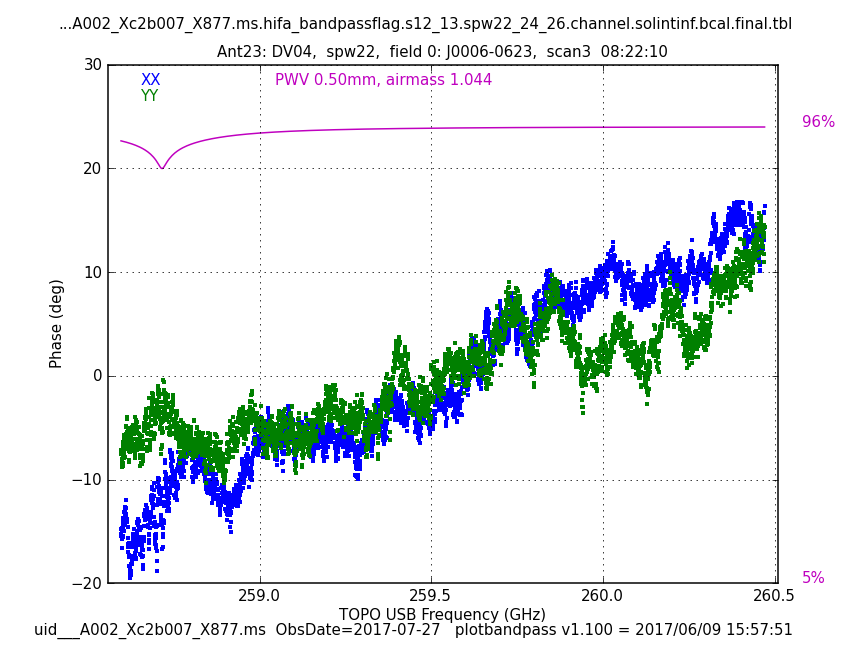 ...A002_Xc2b007_X877.ms.hifa_bandpassflag.s12_13.spw22_24_26.channel.solintinf.bcal.final.tbl
Ant23: DV04, spw22, field 0: J0006-0623, scan3 08:22:10
30
XX
PWV 0.50mm, airmass 1.044
YY
96%
20
10
Phase (deg)
0
−10
5%
−20
259.0
259.5
260.0
260.5
TOPO USB Frequency (GHz)
uid___A002_Xc2b007_X877.ms ObsDate=2017-07-27 plotbandpass v1.100 = 2017/06/09 15:57:51